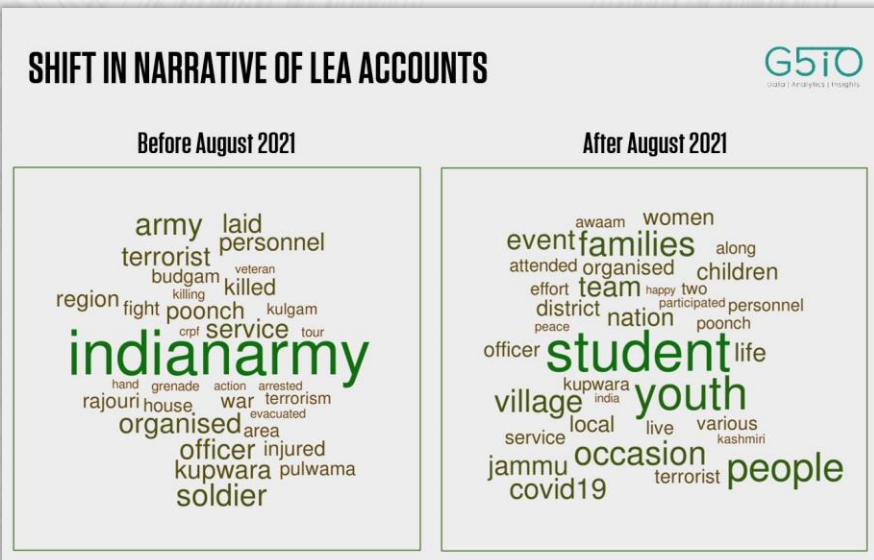 SHIFT IN NARRATIVE OF LEA ACCOUNTS
G5iO
Data | Analytics | Insights
Before August 2021
army laid
personnel
terrorist
budgam veteran
killing killed
region fight poonch kulgam
crpf service tour
indianarmy
hand grenade action arrested
rajouri house war terrorism
evacuated
organised area
officer injured
kupwara pulwama
soldier
After August 2021
awaam women
event families along
attended organised children
effort team happy two
district participated personnel
peace nation poonch
officer student life
kupwara
village india youth
local live various
service kashmiri
jammu occasion
terrorist people
covid19